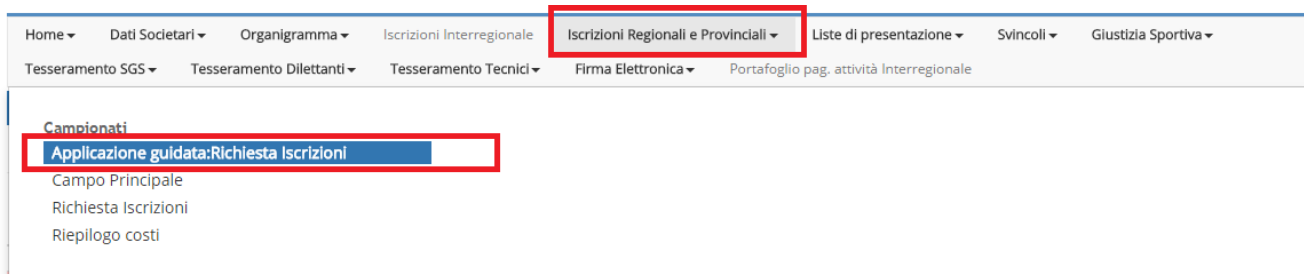 Home Dati Societari Organigramma Iscrizioni Interregionale Iscrizioni Regionali e Provinciali Liste di presentazione Svincoli Giustizia Sportiva
Tesseramento SGS Tesseramento Dilettanti Tesseramento Tecnici Firma Elettronica Portafoglio pag. attività Interregionale
Campionati
Applicazione guidata:Richiesta Iscrizioni
Campo Principale
Richiesta Iscrizioni
Riepilogo costi